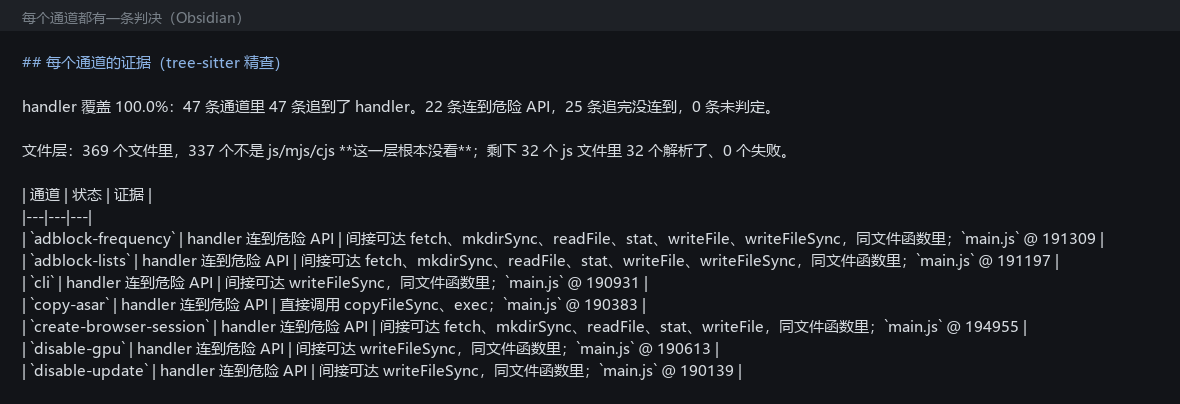 每个通道都有一条判决（Obsidian）
## 每个通道的证据（tree-sitter 精查）
handler 覆盖 100.0%：47 条通道里 47 条追到了 handler。22 条连到危险 API，25 条追完没连到，0 条未判定。
文件层：369 个文件里，337 个不是 js/mjs/cjs **这一层根本没看**；剩下 32 个 js 文件里 32 个解析了、0 个失败。
| 通道 | 状态 | 证据 |
|---|---|---|
| `adblock-frequency` | handler 连到危险 API | 间接可达 fetch、mkdirSync、readFile、stat、writeFile、writeFileSync，同文件函数里；`main.js` @ 191309 |
| `adblock-lists` | handler 连到危险 API | 间接可达 fetch、mkdirSync、readFile、stat、writeFile、writeFileSync，同文件函数里；`main.js` @ 191197 |
| `cli` | handler 连到危险 API | 间接可达 writeFileSync，同文件函数里；`main.js` @ 190931 |
| `copy-asar` | handler 连到危险 API | 直接调用 copyFileSync、exec；`main.js` @ 190383 |
| `create-browser-session` | handler 连到危险 API | 间接可达 fetch、mkdirSync、readFile、stat、writeFile，同文件函数里；`main.js` @ 194955 |
| `disable-gpu` | handler 连到危险 API | 间接可达 writeFileSync，同文件函数里；`main.js` @ 190613 |
| `disable-update` | handler 连到危险 API | 间接可达 writeFileSync，同文件函数里；`main.js` @ 190139 |